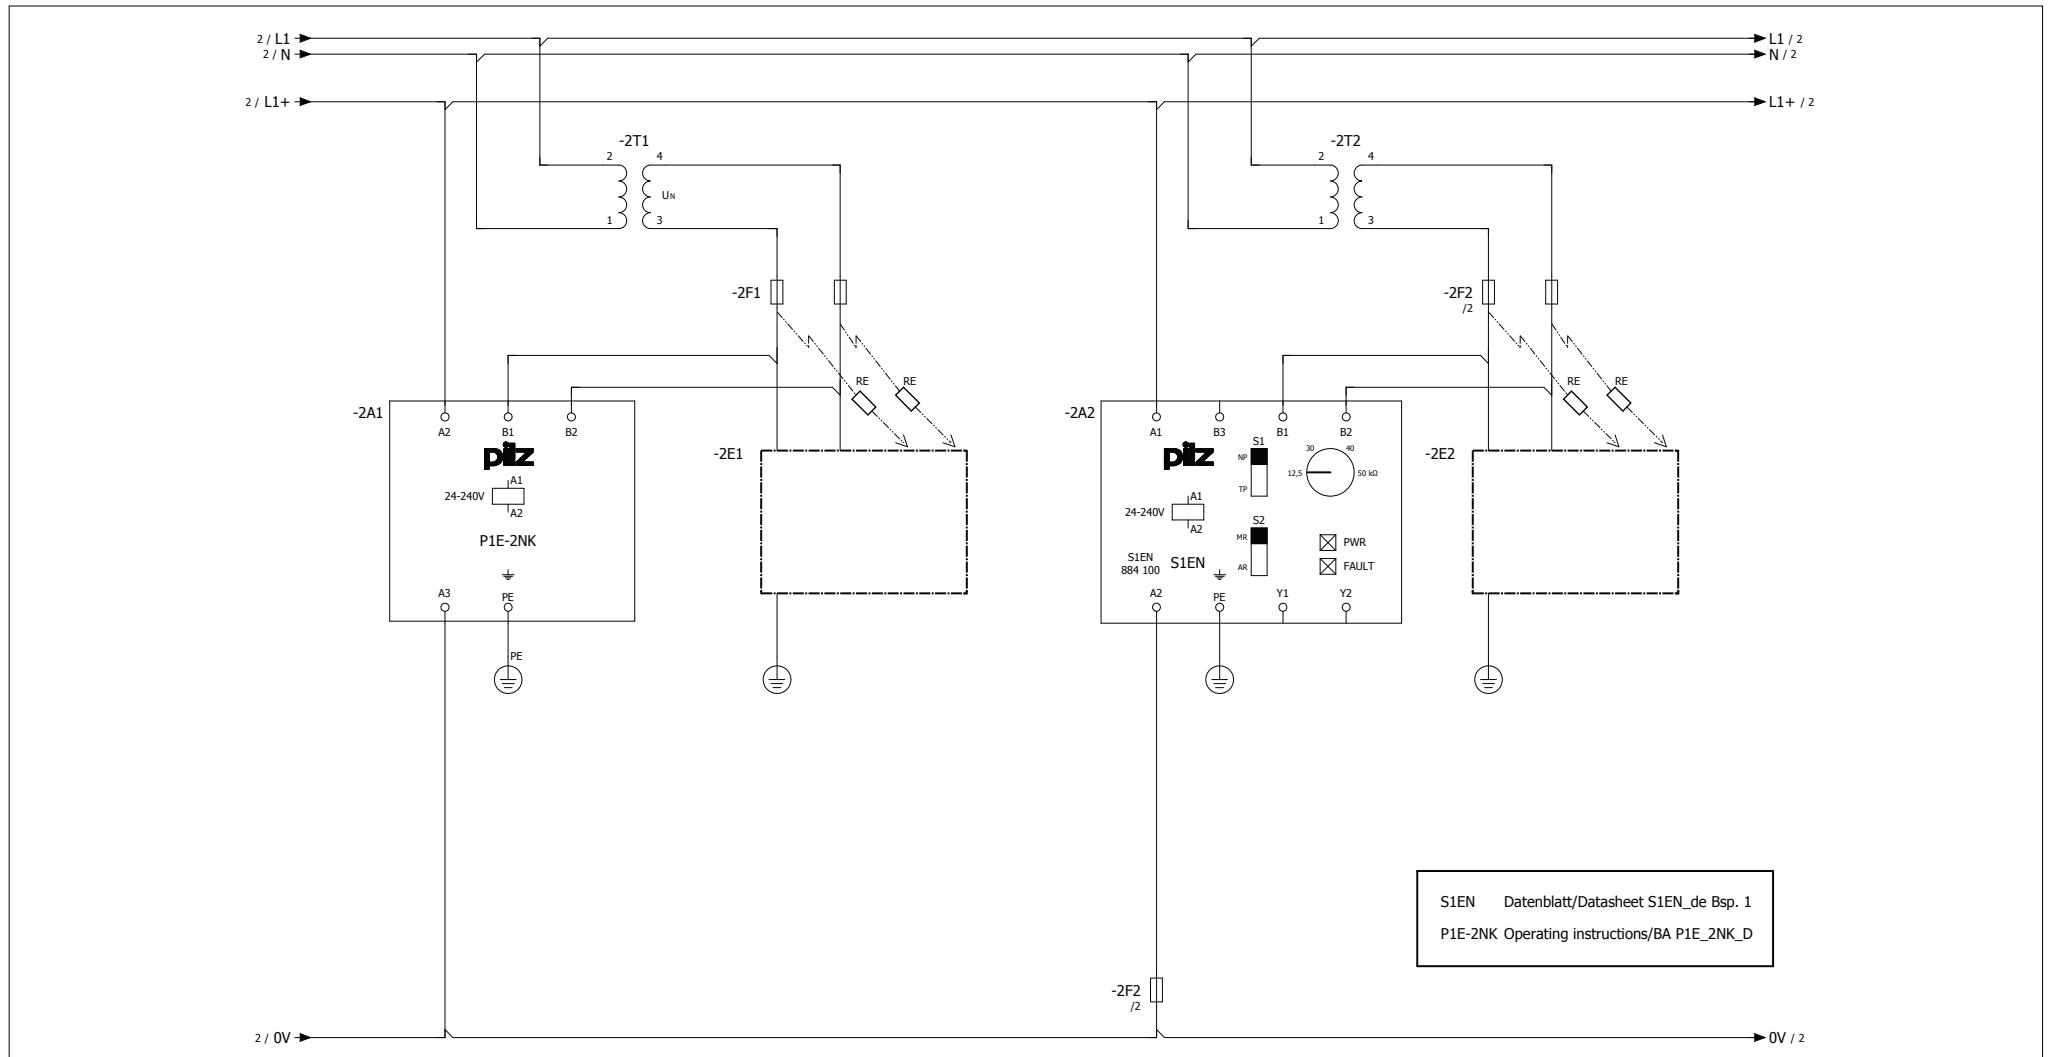 2 / L1
L1 / 2
2 / N
N / 2
2 / L1+
L1+ / 2
-2T1
2
4
UN
1
3
-2T2
2
4
1
3
-2F1
-2F2
/2
RE
RE
RE
RE
-2A1
A2
B1
B2
pilz
24-240V
A1
A2
P1E-2NK
A3
PE
PE
-2E1
-2A2
A1
B3
B1
B2
pilz
S1
NP
TP
30
40
12,5
50 kΩ
24-240V
A1
A2
S2
MR
AR
PWR
FAULT
S1EN
884 100
S1EN
A2
PE
Y1
Y2
-2E2
S1EN Datenblatt/Datasheet S1EN_de Bsp. 1
P1E-2NK Operating instructions/BA P1E_2NK_D
-2F2
/2
2 / 0V
0V / 2